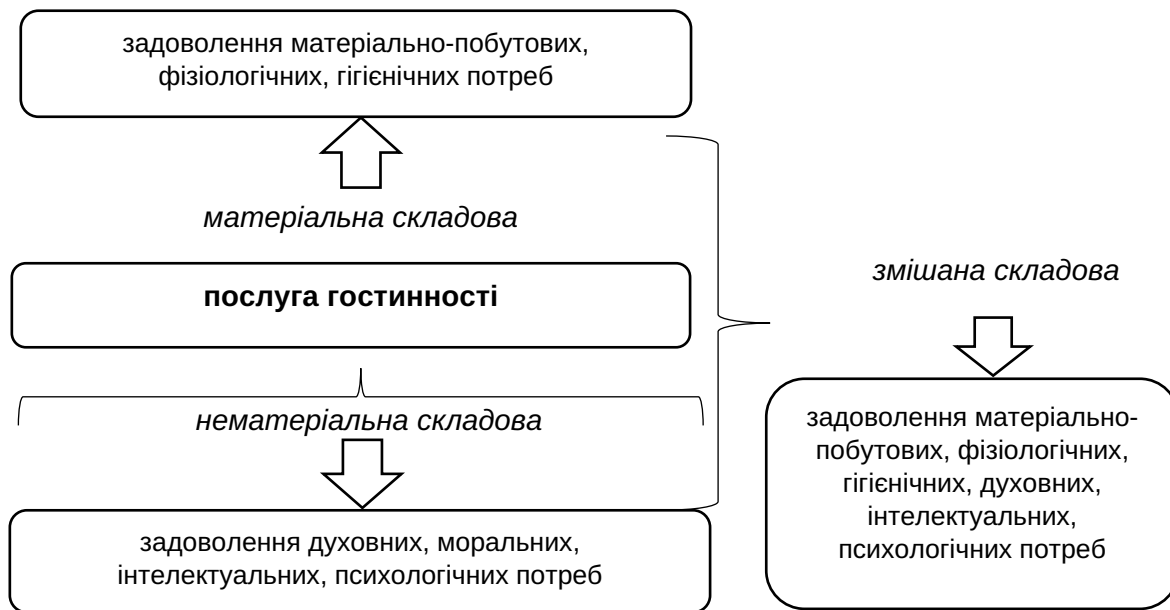 задоволення матеріально-побутових,
фізіологічних, гігієнічних потреб
матеріальна складова
послуга гостинності
нематеріальна складова
задоволення духовних, моральних,
інтелектуальних, психологічних потреб
змішана складова
задоволення матеріально-
побутових, фізіологічних,
гігієнічних, духовних,
інтелектуальних,
психологічних потреб